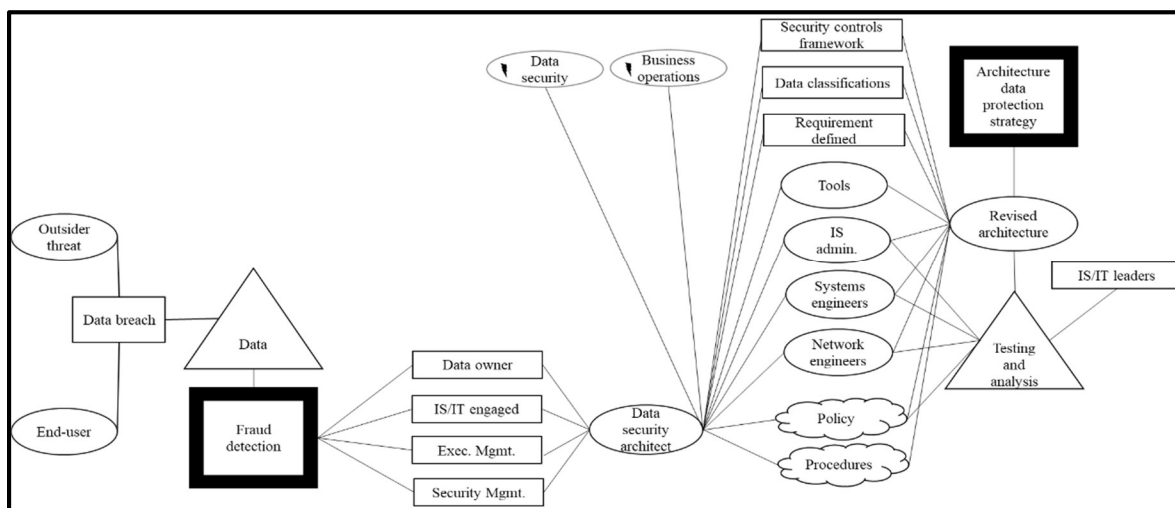 Outsider
threat
End-user
Data breach
Data
Fraud
detection
Data owner
IS/IT engaged
Exec. Mgmt.
Security Mgmt.
Data
security
Business
operations
Data
security
architect
Security controls
framework
Data classifications
Requirement
defined
Tools
IS
admin.
Systems
engineers
Network
engineers
Policy
Procedures
Architecture
data
protection
strategy
Revised
architecture
IS/IT leaders
Testing
and
analysis